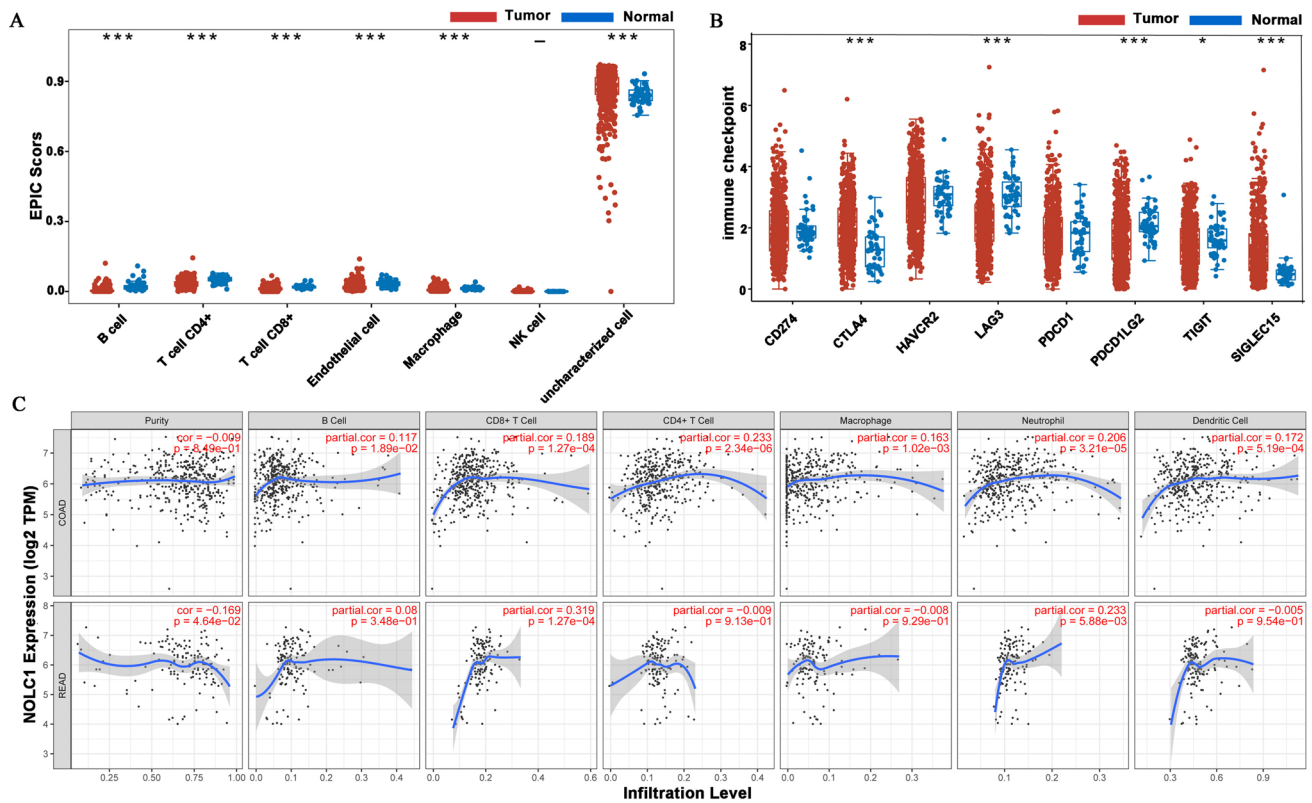 A
Tumor Normal
*** *** *** *** *** – ***
EPIC Scores
0.9
0.6
0.3
0.0
B cell
T cell CD4+
T cell CD8+
Endothelial cell
Macrophage
NK cell
uncharacterized cell
B
Tumor Normal
*** *** *** * ***
immune checkpoint
8
6
4
2
0
CD274
CTLA4
HAVCR2
LAG3
PDCD1
PDCD1LG2
TIGIT
SIGLEC15
C
Purity B Cell CD8+ T Cell CD4+ T Cell Macrophage Neutrophil Dendritic Cell
cor = −0.009 partial.cor = 0.117 partial.cor = 0.189 partial.cor = 0.233 partial.cor = 0.163 partial.cor = 0.206 partial.cor = 0.172
p = 8.49e−01 p = 1.89e−02 p = 1.27e−04 p = 2.34e−06 p = 1.02e−03 p = 3.21e−05 p = 5.19e−04
7
6
5
4
3
COAD
NOLC1 Expression (log2 TPM)
cor = −0.169 partial.cor = 0.08 partial.cor = 0.319 partial.cor = −0.009 partial.cor = −0.008 partial.cor = 0.233 partial.cor = −0.005
p = 4.64e−02 p = 3.48e−01 p = 1.27e−04 p = 9.13e−01 p = 9.29e−01 p = 5.88e−03 p = 9.54e−01
8
7
6
5
4
3
READ
0.25 0.50 0.75 1.00 0.0 0.1 0.2 0.3 0.4 0.0 0.2 0.4 0.6 0.0 0.1 0.2 0.3 0.4 0.0 0.1 0.2 0.3 0.1 0.2 0.3 0.3 0.6 0.9
Infiltration Level